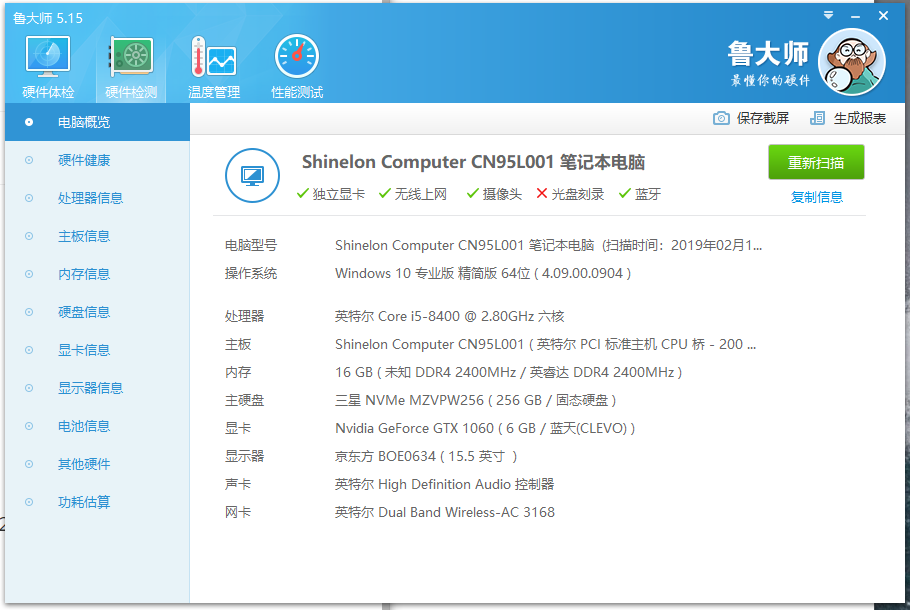 鲁大师 5.15
硬件体检 硬件检测 温度管理 性能测试
鲁大师
最懂你的硬件
保存截屏 生成报表
电脑概览
硬件健康
处理器信息
主板信息
内存信息
硬盘信息
显卡信息
显示器信息
电池信息
其他硬件
功耗估算
Shinelon Computer CN95L001 笔记本电脑
独立显卡 无线上网 摄像头 光盘刻录 蓝牙
重新扫描
复制信息
电脑型号 Shinelon Computer CN95L001 笔记本电脑 (扫描时间：2019年02月1...
操作系统 Windows 10 专业版 精简版 64位 ( 4.09.00.0904 )
处理器 英特尔 Core i5-8400 @ 2.80GHz 六核
主板 Shinelon Computer CN95L001 ( 英特尔 PCI 标准主机 CPU 桥 - 200 ...
内存 16 GB ( 未知 DDR4 2400MHz / 英睿达 DDR4 2400MHz )
主硬盘 三星 NVMe MZVPW256 ( 256 GB / 固态硬盘 )
显卡 Nvidia GeForce GTX 1060 ( 6 GB / 蓝天(CLEVO) )
显示器 京东方 BOE0634 ( 15.5 英寸 )
声卡 英特尔 High Definition Audio 控制器
网卡 英特尔 Dual Band Wireless-AC 3168